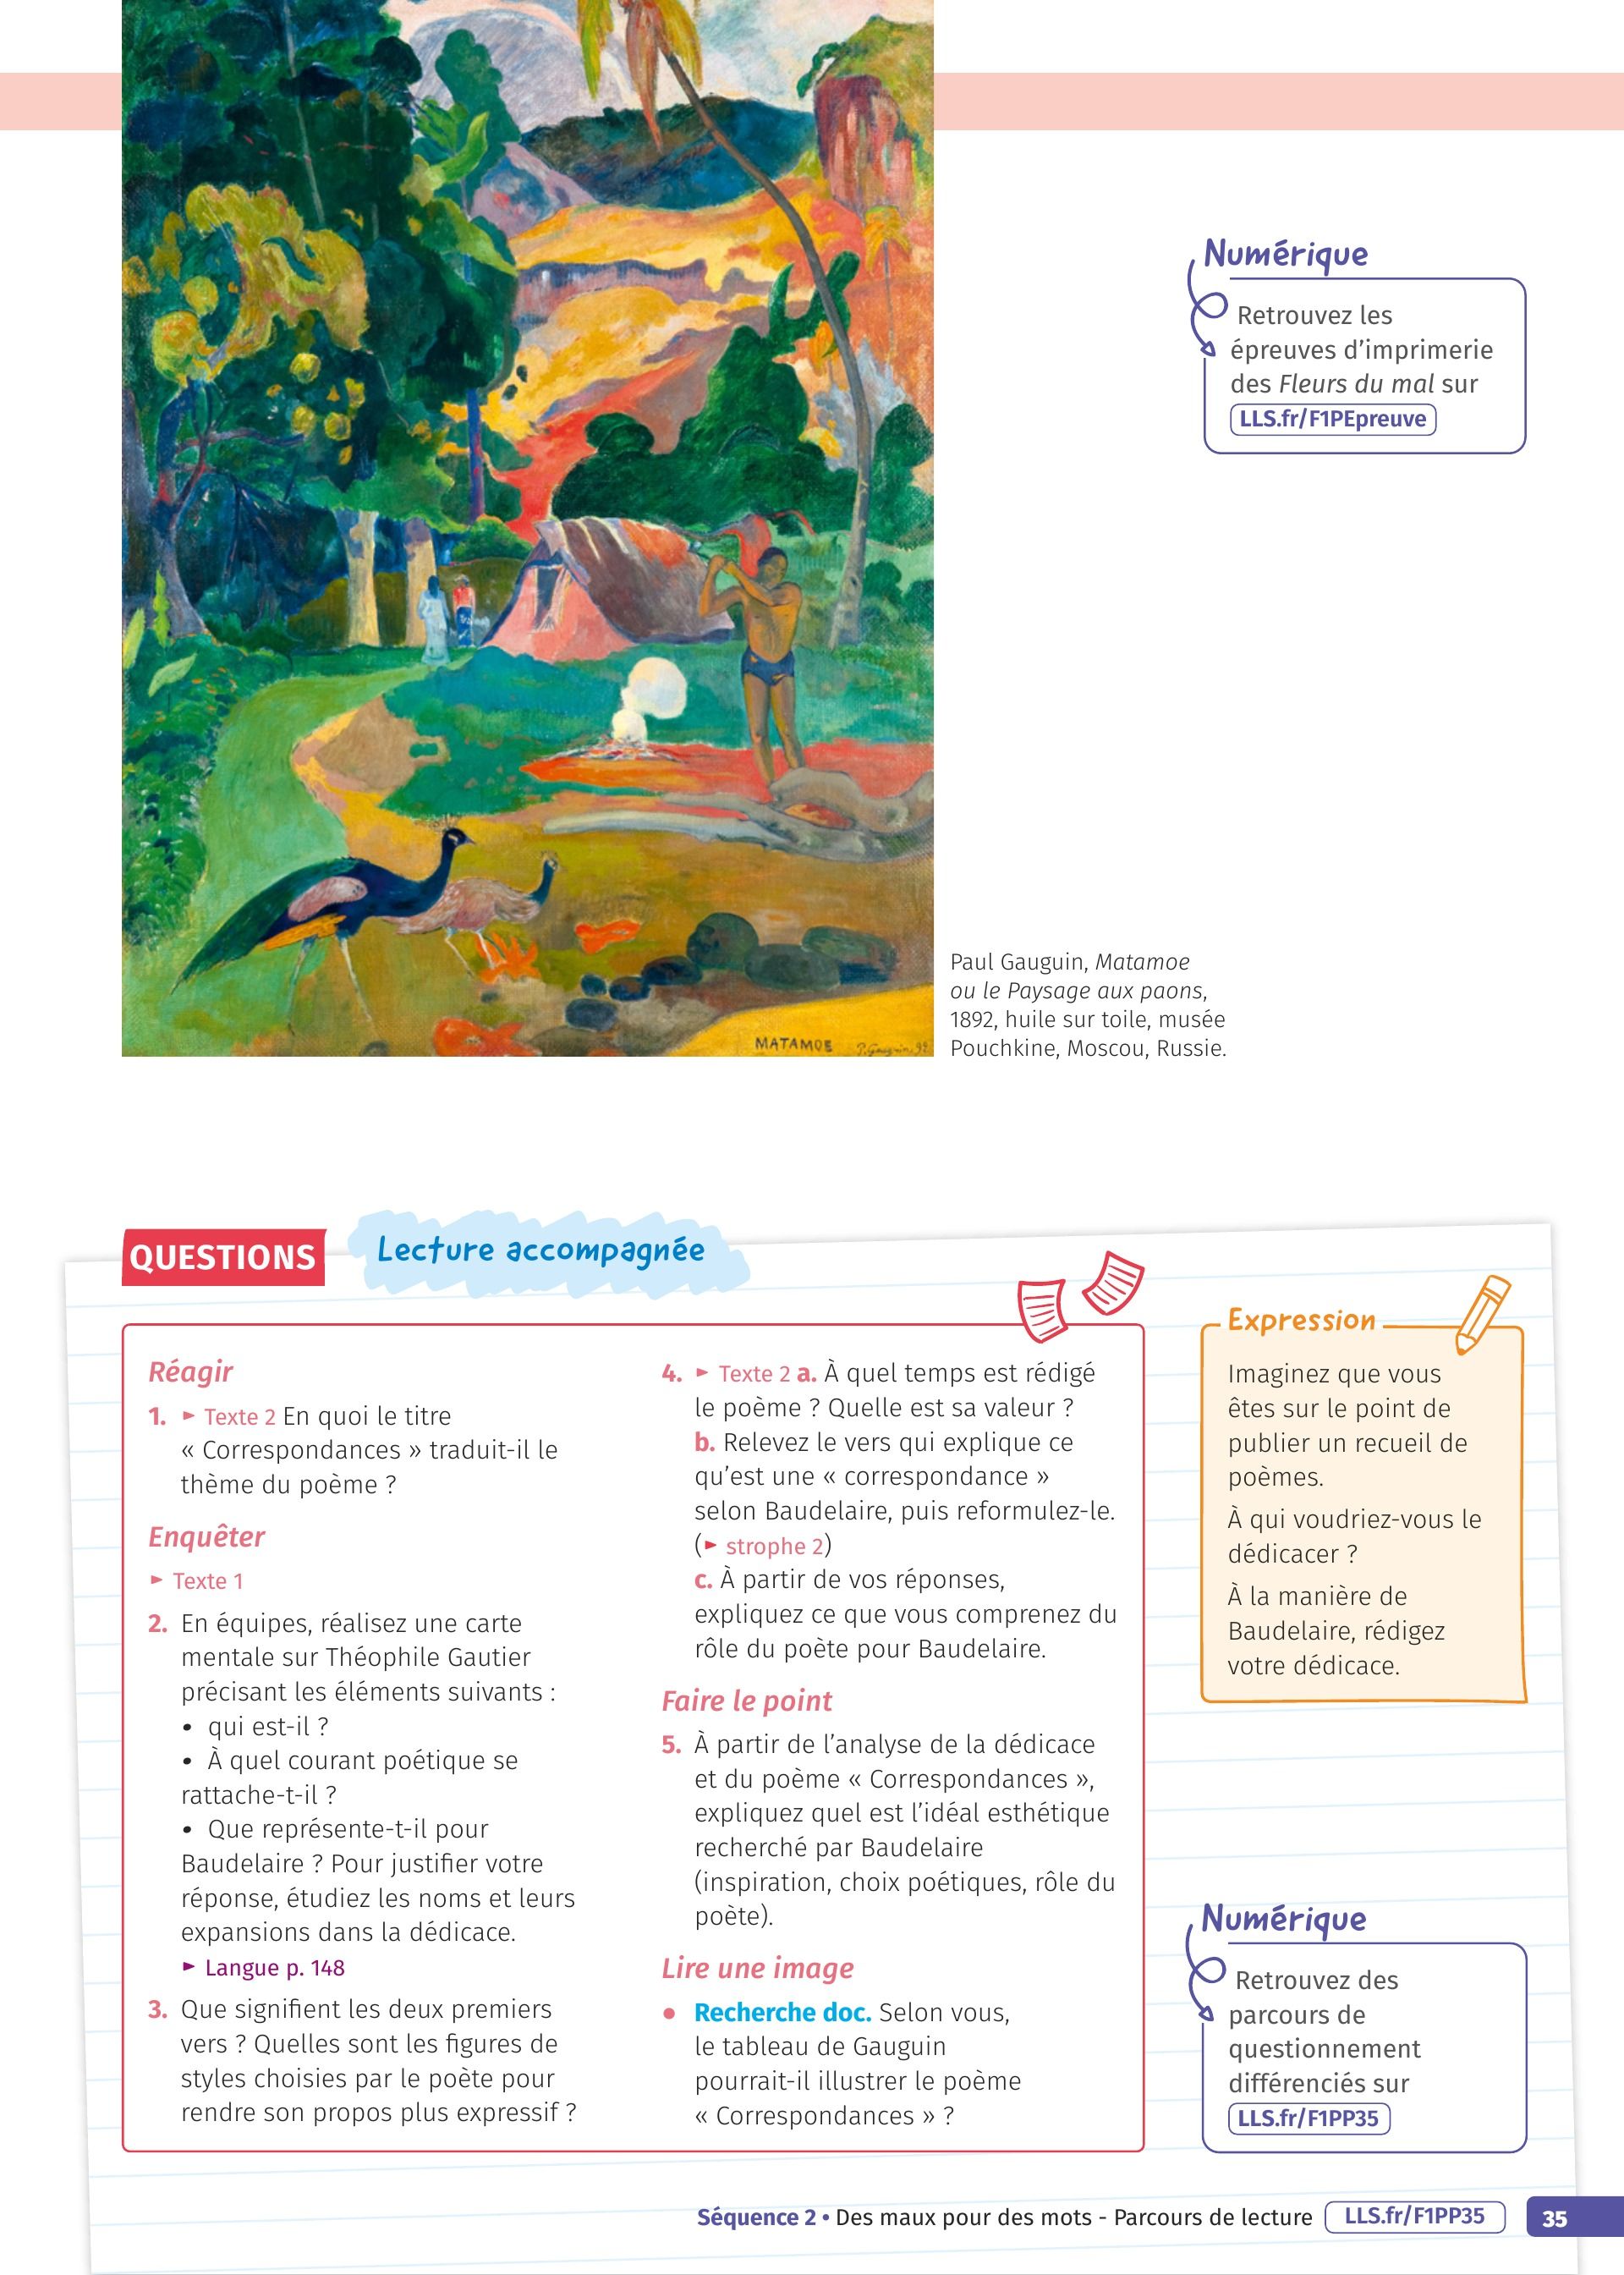 Numérique
Retrouvez les
épreuves d'imprimerie
des Fleurs du mal sur
LLS.fr/F1PEpreuve
MATAMOE
P. Gauguin. 92
Paul Gauguin, Matamoe
ou le Paysage aux paons,
1892, huile sur toile, musée
Pouchkine, Moscou, Russie.
QUESTIONS
Lecture accompagnée
Réagir
1. ► Texte 2 En quoi le titre
« Correspondances » traduit-il le
thème du poème ?
Enquêter
► Texte 1
2. En équipes, réalisez une carte
mentale sur Théophile Gautier
précisant les éléments suivants :
• qui est-il ?
• À quel courant poétique se
rattache-t-il ?
• Que représente-t-il pour
Baudelaire ? Pour justifier votre
réponse, étudiez les noms et leurs
expansions dans la dédicace.
► Langue p. 148
3. Que signifient les deux premiers
vers ? Quelles sont les figures de
styles choisies par le poète pour
rendre son propos plus expressif ?
4. ► Texte 2 a. À quel temps est rédigé
le poème ? Quelle est sa valeur ?
b. Relevez le vers qui explique ce
qu'est une « correspondance »
selon Baudelaire, puis reformulez-le.
(► strophe 2)
c. À partir de vos réponses,
expliquez ce que vous comprenez du
rôle du poète pour Baudelaire.
Faire le point
5. À partir de l'analyse de la dédicace
et du poème « Correspondances »,
expliquez quel est l'idéal esthétique
recherché par Baudelaire
(inspiration, choix poétiques, rôle du
poète).
Lire une image
• Recherche doc. Selon vous,
le tableau de Gauguin
pourrait-il illustrer le poème
« Correspondances » ?
Expression
Imaginez que vous
êtes sur le point de
publier un recueil de
poèmes.
À qui voudriez-vous le
dédicacer ?
À la manière de
Baudelaire, rédigez
votre dédicace.
Numérique
Retrouvez des
parcours de
questionnement
différenciés sur
LLS.fr/F1PP35
Séquence 2 • Des maux pour des mots - Parcours de lecture LLS.fr/F1PP35 35